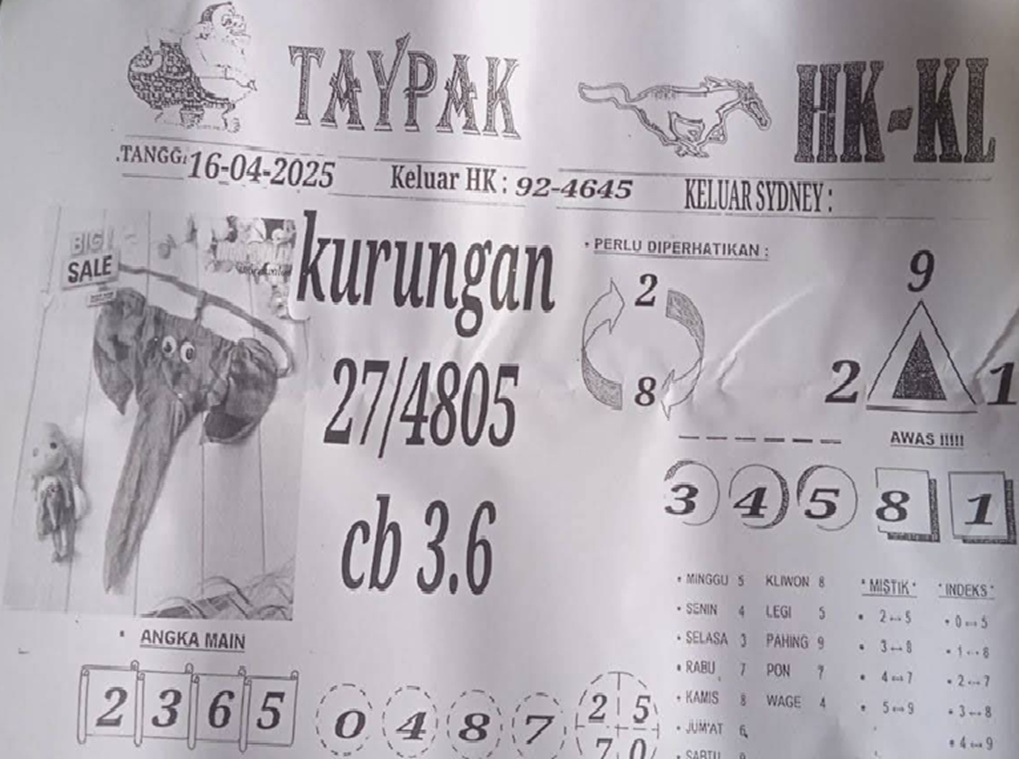 TAYPAK
HK-KL
TANGG 16-04-2025 Keluar HK : 92-4645 KELUAR SYDNEY :
BIG
SALE
kurungan
27/4805
cb 3.6
• PERLU DIPERHATIKAN :
2
8
9
2 1
AWAS !!!!!
3 4 5 8 1
• MINGGU 5 KLIWON 8 * MISTIK * * INDEKS *
• SENIN 4 LEGI 5 • 2↔5 • 0↔5
• SELASA 3 PAHING 9 • 3↔8 • 1↔8
• RABU 7 PON 7 • 4↔7 • 2↔7
• KAMIS 8 WAGE 4 • 5↔9 • 3↔8
• JUM'AT 6 • 4↔9
• SABTU
* ANGKA MAIN
2 3 6 5
0 4 8 7
2 5
7 0